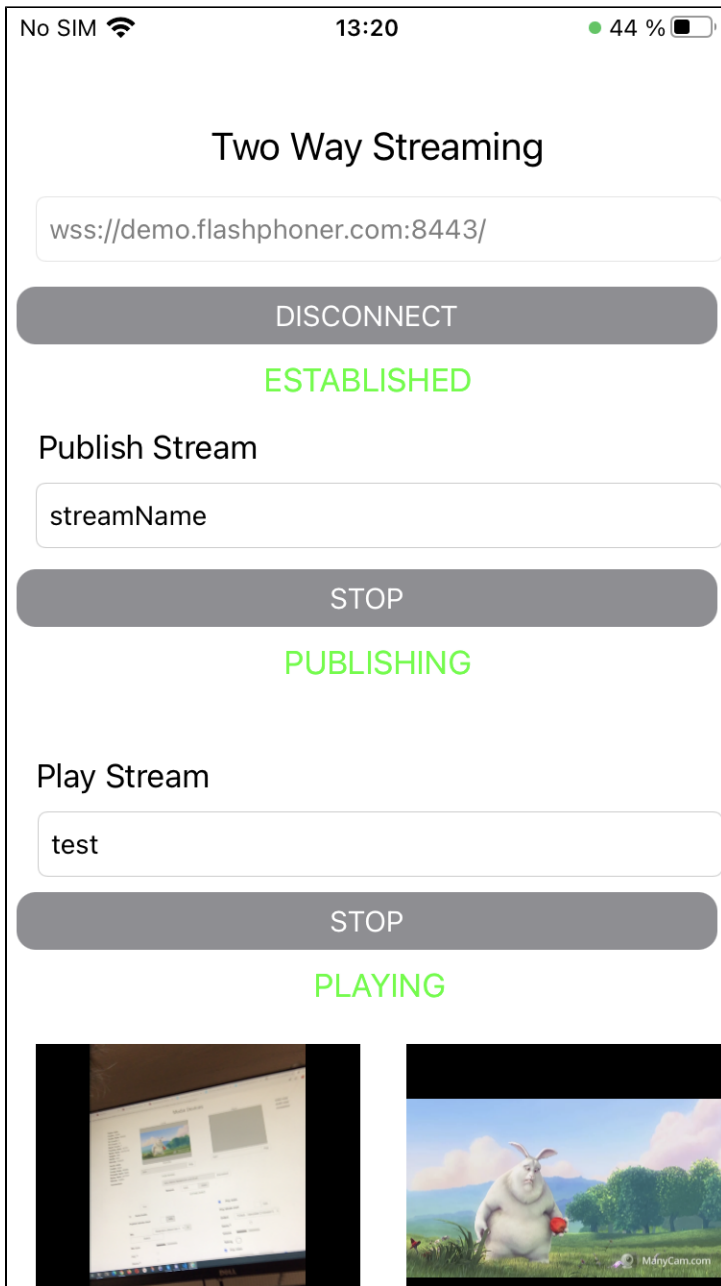 No SIM
13:20
44 %
Two Way Streaming
wss://demo.flashphoner.com:8443/
DISCONNECT
ESTABLISHED
Publish Stream
streamName
STOP
PUBLISHING
Play Stream
test
STOP
PLAYING
DELL
ManyCam.com